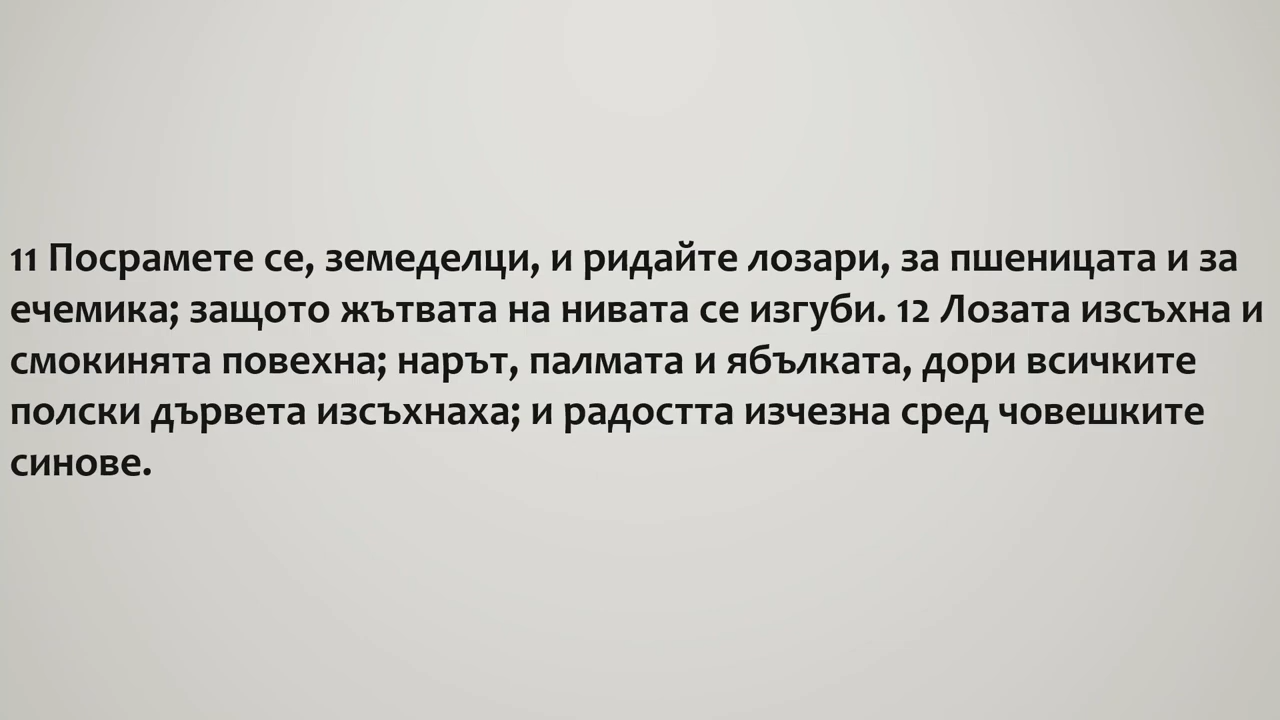 11 Посрамете се, земеделци, и ридайте лозари, за пшеницата и за
ечемика; защото жътвата на нивата се изгуби. 12 Лозата изсъхна и
смокинята повехна; нарът, палмата и ябълката, дори всичките
полски дървета изсъхнаха; и радостта изчезна сред човешките
синове.